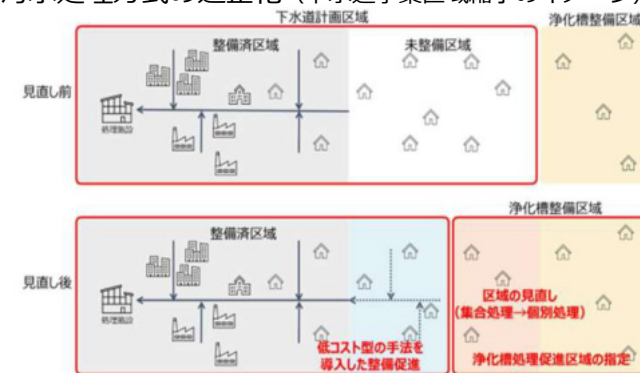 下水道計画区域
浄化槽整備区域
整備済区域
未整備区域
見直し前
処理施設
浄化槽整備区域
整備済区域
見直し後
処理施設
区域の見直し
(集合処理→個別処理)
低コスト型の手法を
導入した整備促進
浄化槽処理促進区域の指定